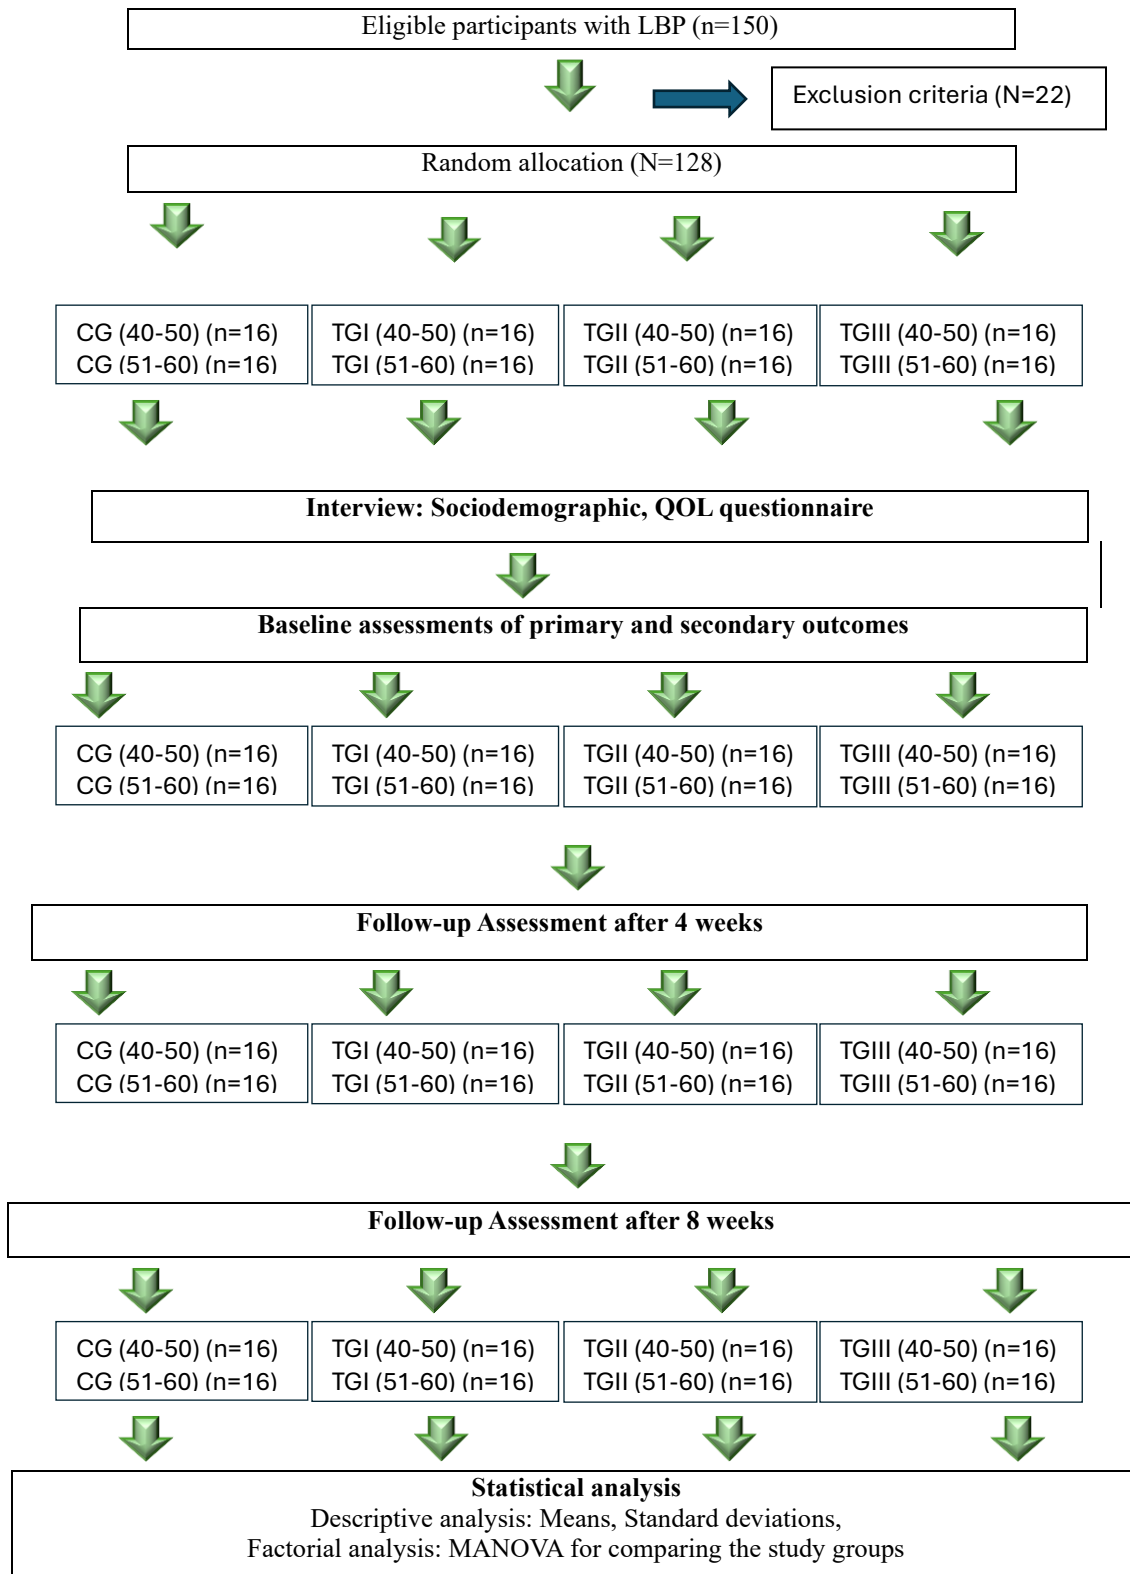 Eligible participants with LBP (n=150)
Exclusion criteria (N=22)
Random allocation (N=128)
CG (40-50) (n=16)
CG (51-60) (n=16)
TGI (40-50) (n=16)
TGI (51-60) (n=16)
TGII (40-50) (n=16)
TGII (51-60) (n=16)
TGIII (40-50) (n=16)
TGIII (51-60) (n=16)
Interview: Sociodemographic, QOL questionnaire
Baseline assessments of primary and secondary outcomes
CG (40-50) (n=16)
CG (51-60) (n=16)
TGI (40-50) (n=16)
TGI (51-60) (n=16)
TGII (40-50) (n=16)
TGII (51-60) (n=16)
TGIII (40-50) (n=16)
TGIII (51-60) (n=16)
Follow-up Assessment after 4 weeks
CG (40-50) (n=16)
CG (51-60) (n=16)
TGI (40-50) (n=16)
TGI (51-60) (n=16)
TGII (40-50) (n=16)
TGII (51-60) (n=16)
TGIII (40-50) (n=16)
TGIII (51-60) (n=16)
Follow-up Assessment after 8 weeks
CG (40-50) (n=16)
CG (51-60) (n=16)
TGI (40-50) (n=16)
TGI (51-60) (n=16)
TGII (40-50) (n=16)
TGII (51-60) (n=16)
TGIII (40-50) (n=16)
TGIII (51-60) (n=16)
Statistical analysis
Descriptive analysis: Means, Standard deviations,
Factorial analysis: MANOVA for comparing the study groups